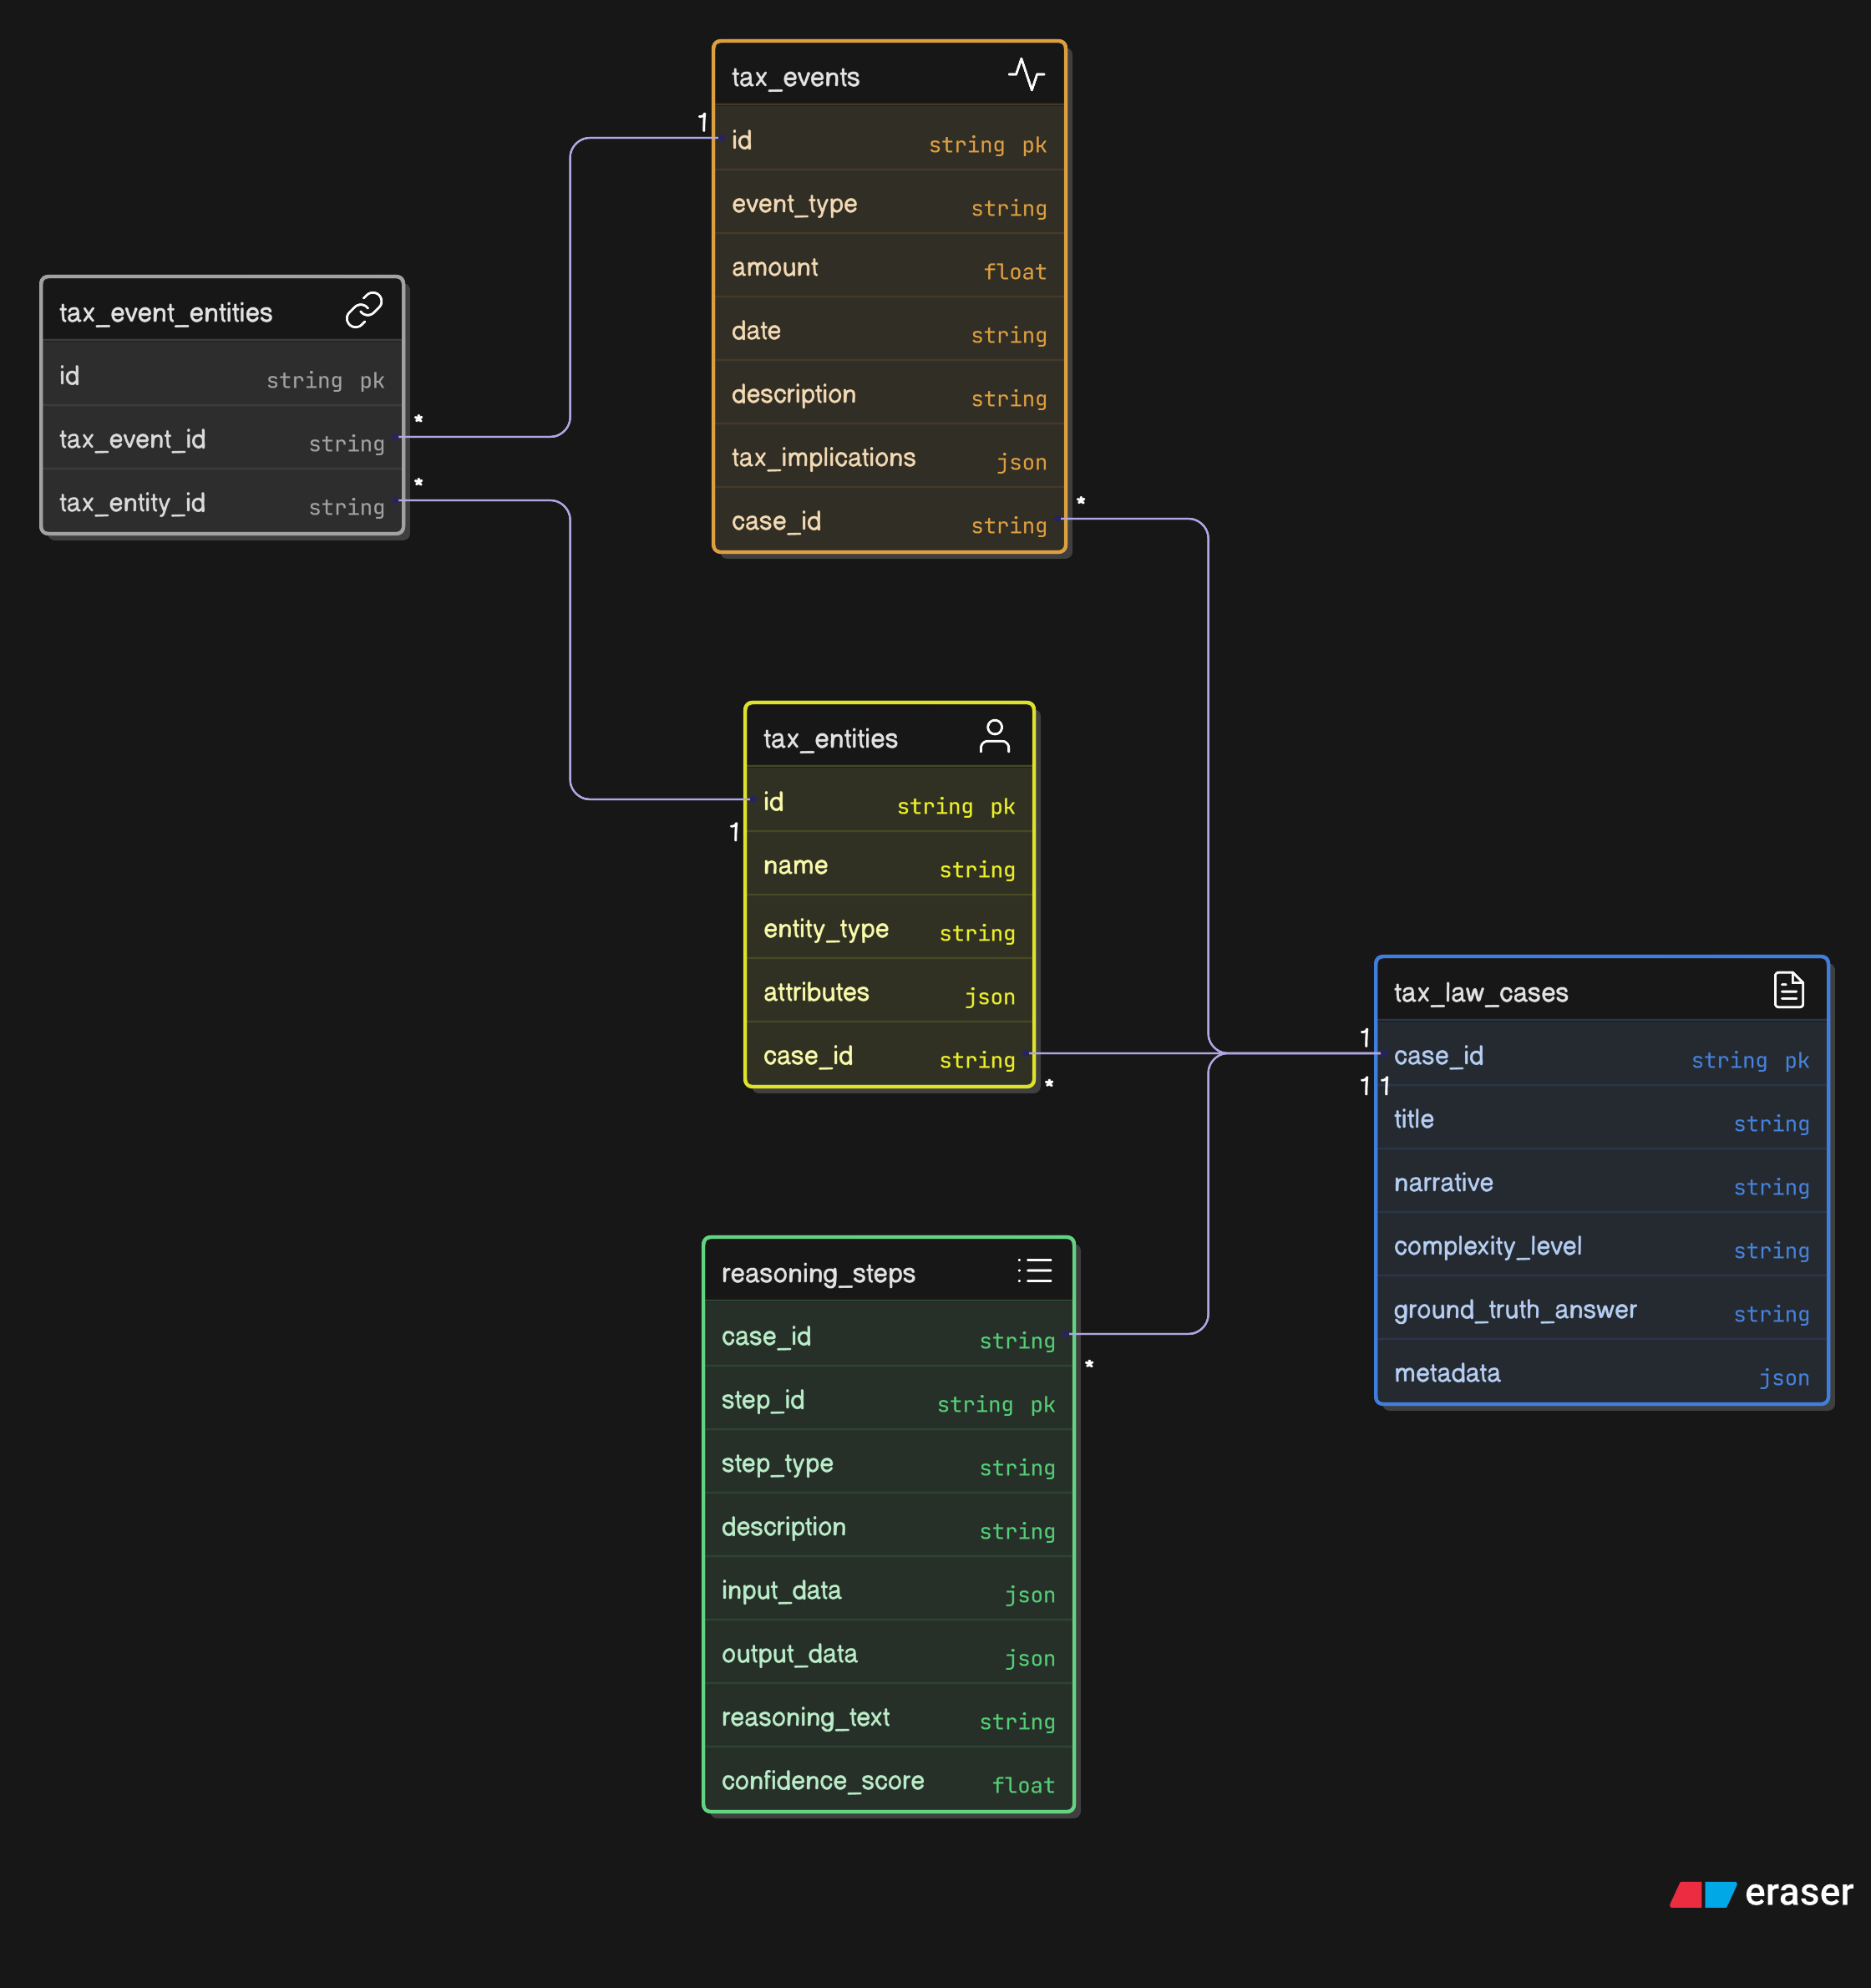 tax_events
1
id string pk
event_type string
amount float
date string
description string
tax_implications json
*
case_id string
tax_event_entities
id string pk
*
tax_event_id string
*
tax_entity_id string
tax_entities
id string pk
1
name string
entity_type string
attributes json
case_id string
*
tax_law_cases
1
case_id string pk
1 1
title string
narrative string
complexity_level string
ground_truth_answer string
metadata json
reasoning_steps
case_id string
*
step_id string pk
step_type string
description string
input_data json
output_data json
reasoning_text string
confidence_score float
eraser